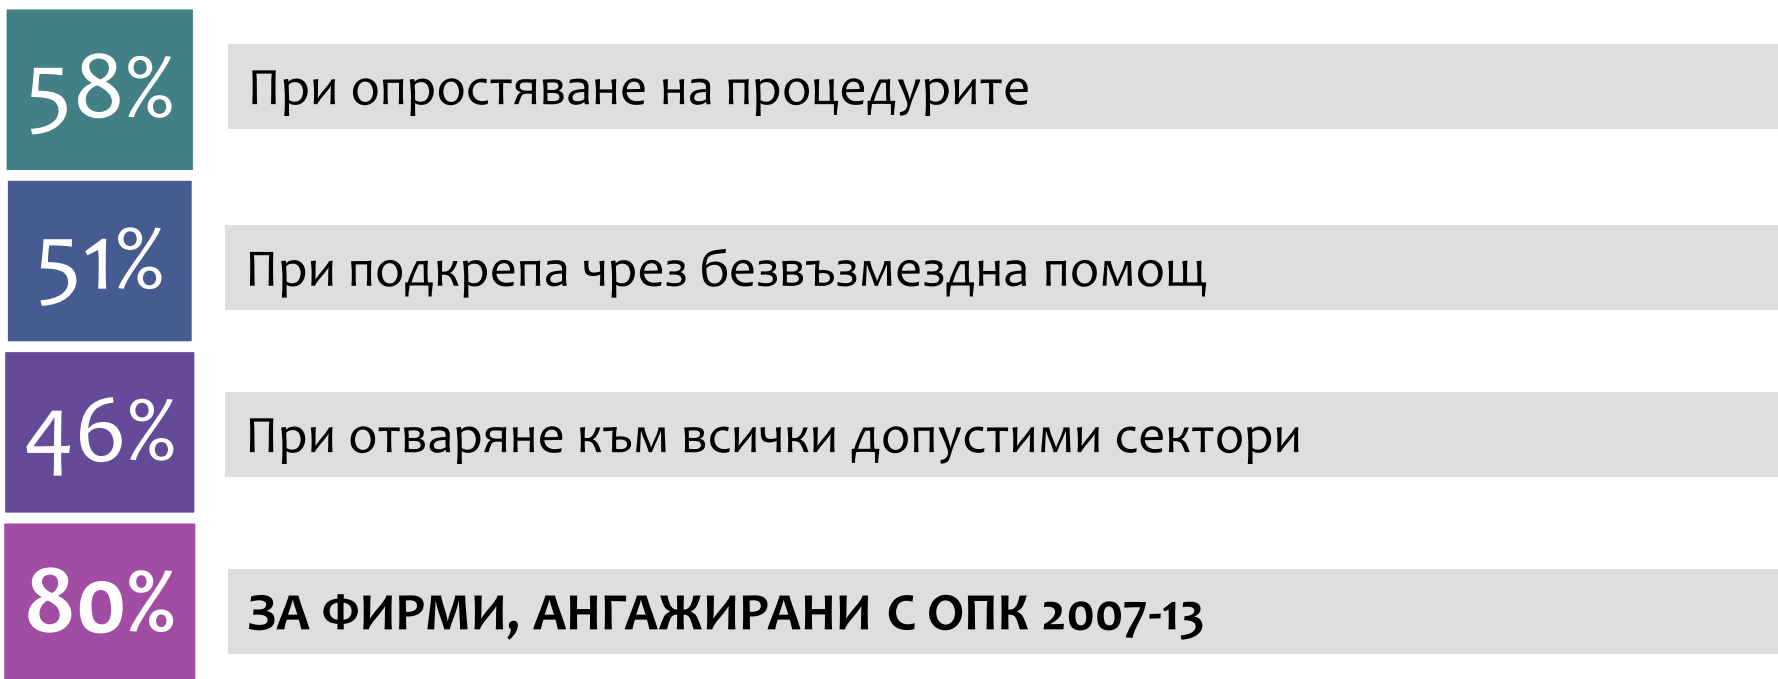 58% При опростяване на процедурите
51% При подкрепа чрез безвъзмездна помощ
46% При отваряне към всички допустими сектори
80% ЗА ФИРМИ, АНГАЖИРАНИ С ОПК 2007-13